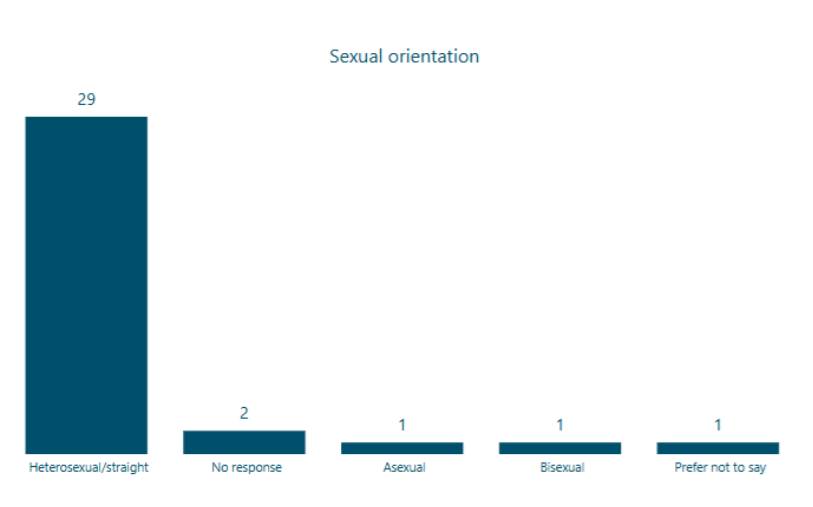 Sexual orientation
29
2
1
1
1
Heterosexual/straight
No response
Asexual
Bisexual
Prefer not to say